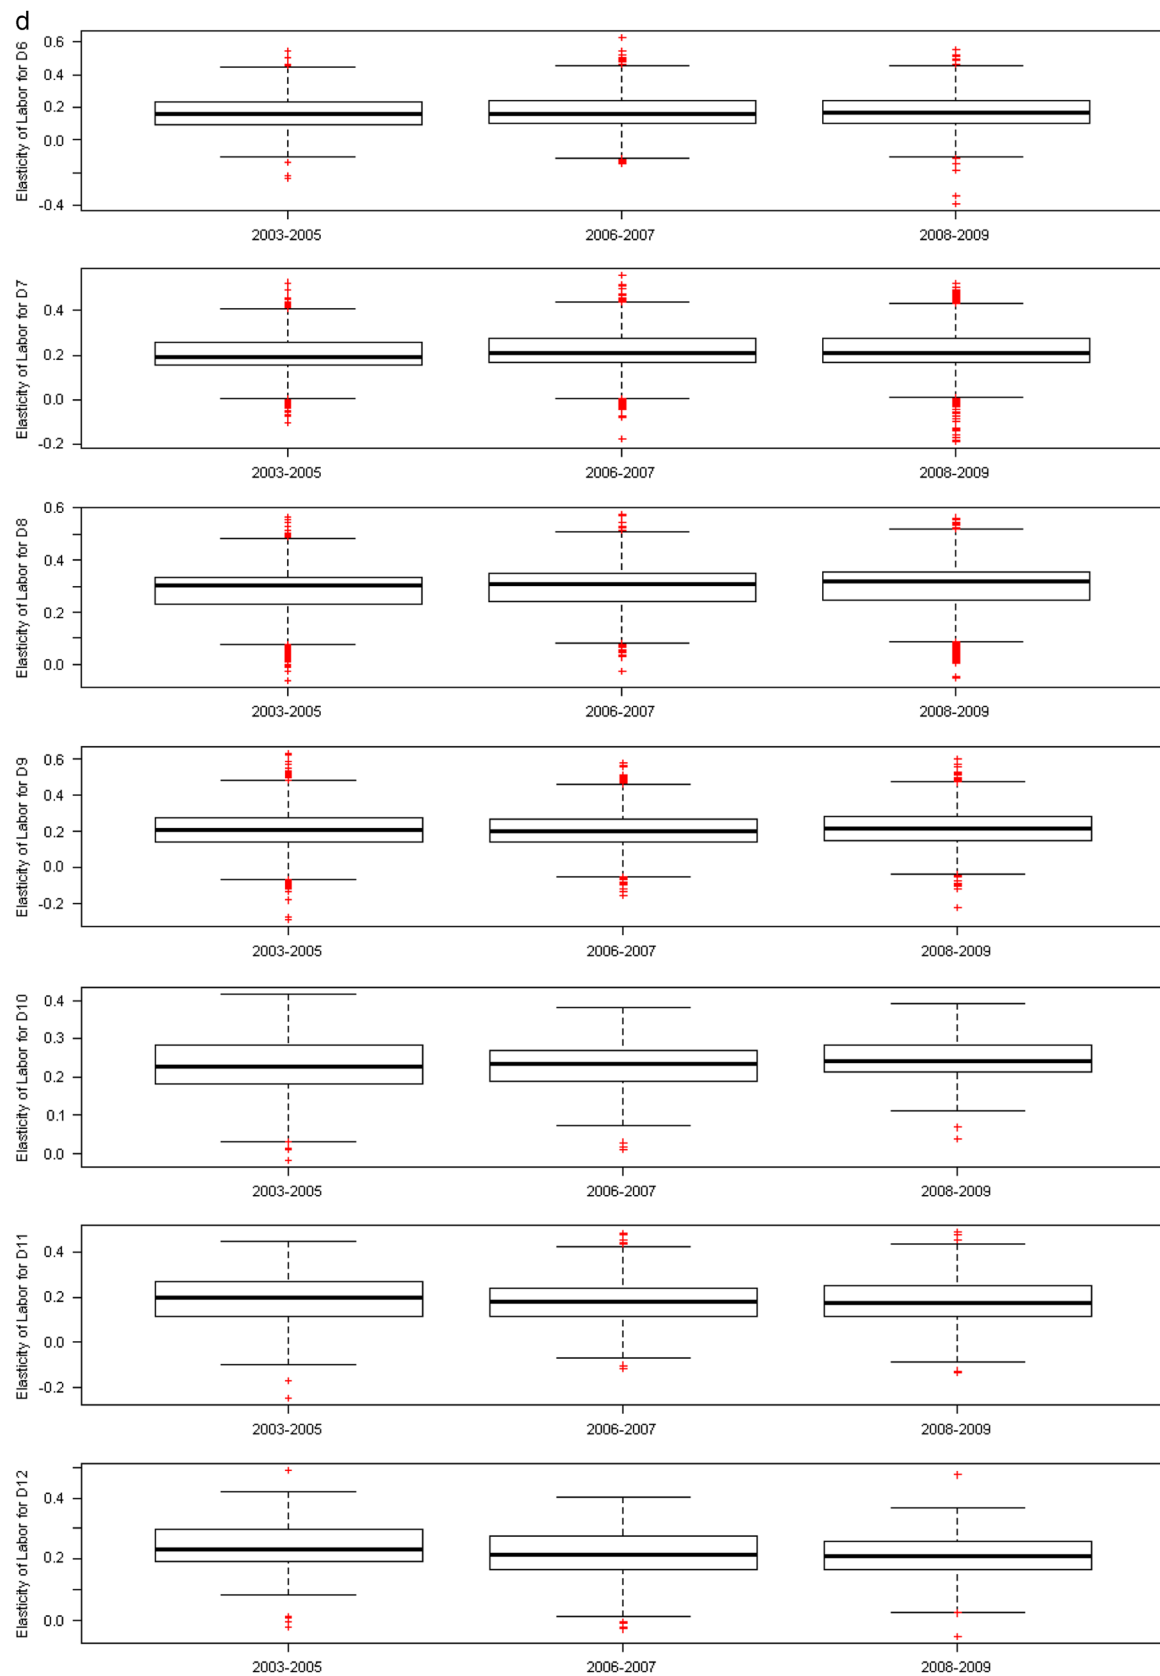 d
Elasticity of Labor for D6
0.6
0.4
0.2
0.0
-0.4
2003-2005 2006-2007 2008-2009
Elasticity of Labor for D7
0.4
0.2
0.0
-0.2
2003-2005 2006-2007 2008-2009
Elasticity of Labor for D8
0.6
0.4
0.2
0.0
2003-2005 2006-2007 2008-2009
Elasticity of Labor for D9
0.6
0.4
0.2
0.0
-0.2
2003-2005 2006-2007 2008-2009
Elasticity of Labor for D10
0.4
0.3
0.2
0.1
0.0
2003-2005 2006-2007 2008-2009
Elasticity of Labor for D11
0.4
0.2
0.0
-0.2
2003-2005 2006-2007 2008-2009
Elasticity of Labor for D12
0.4
0.2
0.0
2003-2005 2006-2007 2008-2009